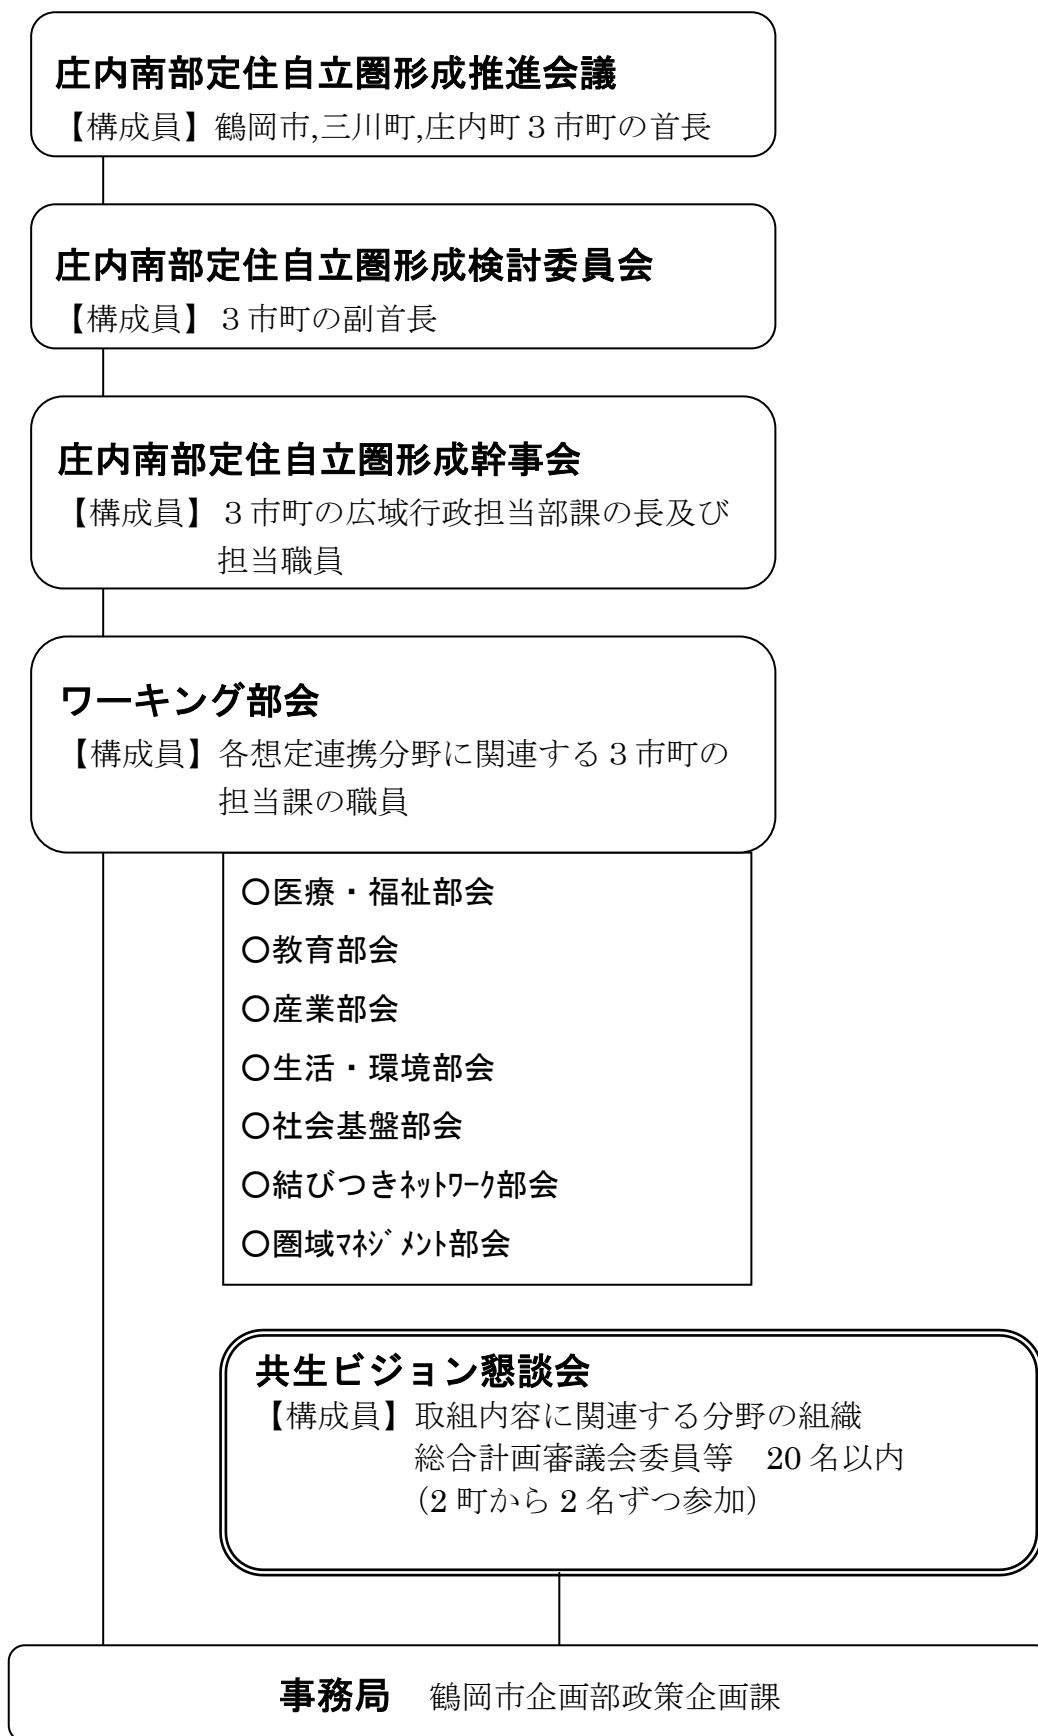 庄内南部定住自立圏形成推進会議
【構成員】鶴岡市,三川町,庄内町３市町の首長
庄内南部定住自立圏形成検討委員会
【構成員】３市町の副首長
庄内南部定住自立圏形成幹事会
【構成員】３市町の広域行政担当部課の長及び
担当職員
ワーキング部会
【構成員】各想定連携分野に関連する３市町の
担当課の職員
○医療・福祉部会
○教育部会
○産業部会
○生活・環境部会
○社会基盤部会
○結びつきﾈｯﾄﾜｰｸ部会
○圏域ﾏﾈｼﾞﾒﾝﾄ部会
共生ビジョン懇談会
【構成員】取組内容に関連する分野の組織
総合計画審議会委員等　20 名以内
（2 町から 2 名ずつ参加）
事務局　鶴岡市企画部政策企画課